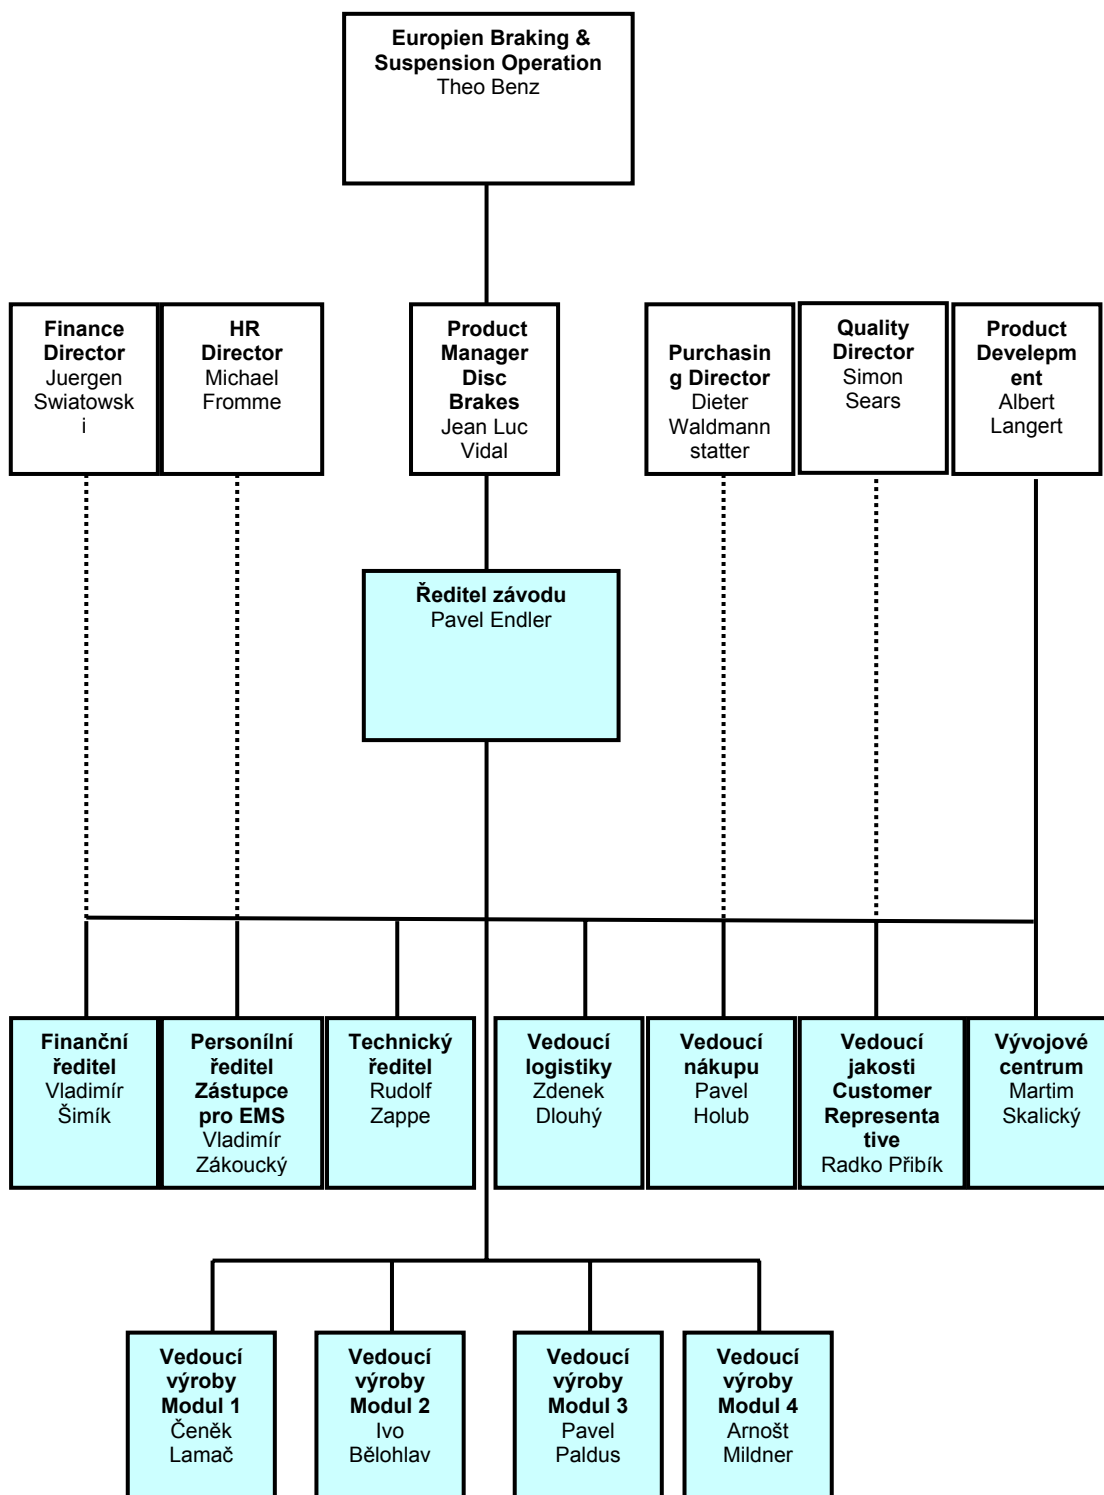 Europien Braking &
Suspension Operation
Theo Benz
Finance
Director
Juergen
Swiatowsk
i
HR
Director
Michael
Fromme
Product
Manager
Disc
Brakes
Jean Luc
Vidal
Purchasin
g Director
Dieter
Waldmann
statter
Quality
Director
Simon
Sears
Product
Develepm
ent
Albert
Langert
Ředitel závodu
Pavel Endler
Finanční
ředitel
Vladimír
Šimík
Personílní
ředitel
Zástupce
pro EMS
Vladimír
Zákoucký
Technický
ředitel
Rudolf
Zappe
Vedoucí
logistiky
Zdenek
Dlouhý
Vedoucí
nákupu
Pavel
Holub
Vedoucí
jakosti
Customer
Representa
tive
Radko Přibík
Vývojové
centrum
Martim
Skalický
Vedoucí
výroby
Modul 1
Čeněk
Lamač
Vedoucí
výroby
Modul 2
Ivo
Bělohlav
Vedoucí
výroby
Modul 3
Pavel
Paldus
Vedoucí
výroby
Modul 4
Arnošt
Mildner